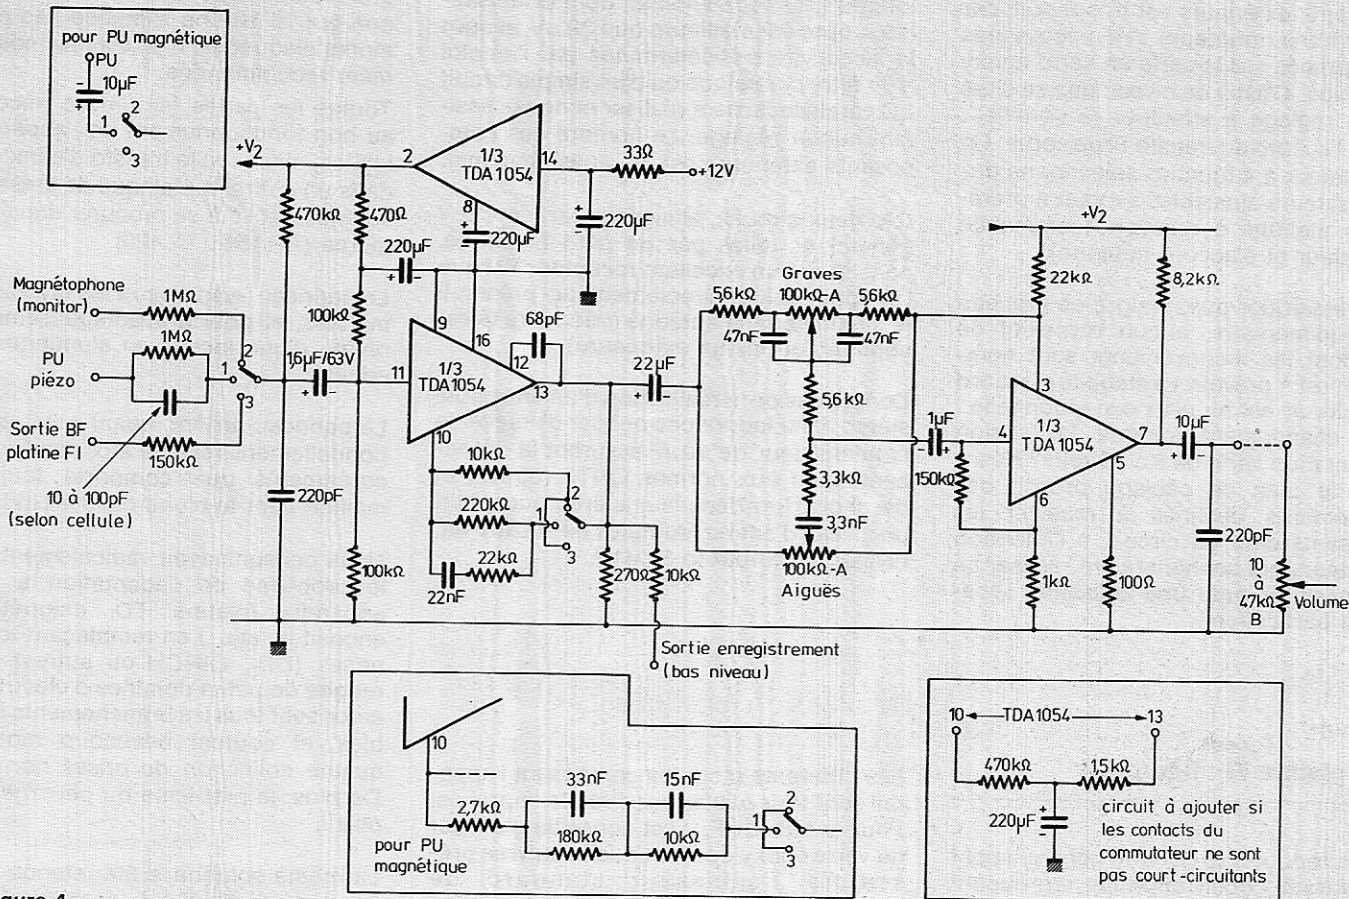 pour PU magnétique
PU
10µF
- +
1 2 3
+V2
2
1/3
TDA 1054
14
8
33Ω
+12V
470kΩ
470Ω
220µF
220µF
220µF
Magnétophone
(monitor)
1MΩ
1MΩ
PU
piézo
1 2 3
Sortie BF
platine FI
150kΩ
10 à 100pF
(selon cellule)
1,6µF/63V
100kΩ
220pF
100kΩ
9
16
12
11
1/3
TDA 1054
13
10
68pF
10kΩ
220kΩ
22kΩ
22nF
1 2 3
270Ω
10kΩ
22µF
Sortie enregistrement
(bas niveau)
Graves
5,6kΩ
100kΩ-A
5,6kΩ
47nF
47nF
5,6kΩ
3,3kΩ
3,3nF
100kΩ-A
Aiguës
1µF
150kΩ
+V2
22kΩ
8,2kΩ
3
4
1/3
TDA 1054
7
5
6
1kΩ
100Ω
10µF
220pF
10
à
47kΩ
B
Volume
10
2,7kΩ
33nF
180kΩ
15nF
10kΩ
1 2 3
pour PU
magnétique
10
TDA1054
13
470kΩ
1,5kΩ
220µF
circuit à ajouter si
les contacts du
commutateur ne sont
pas court-circuitants